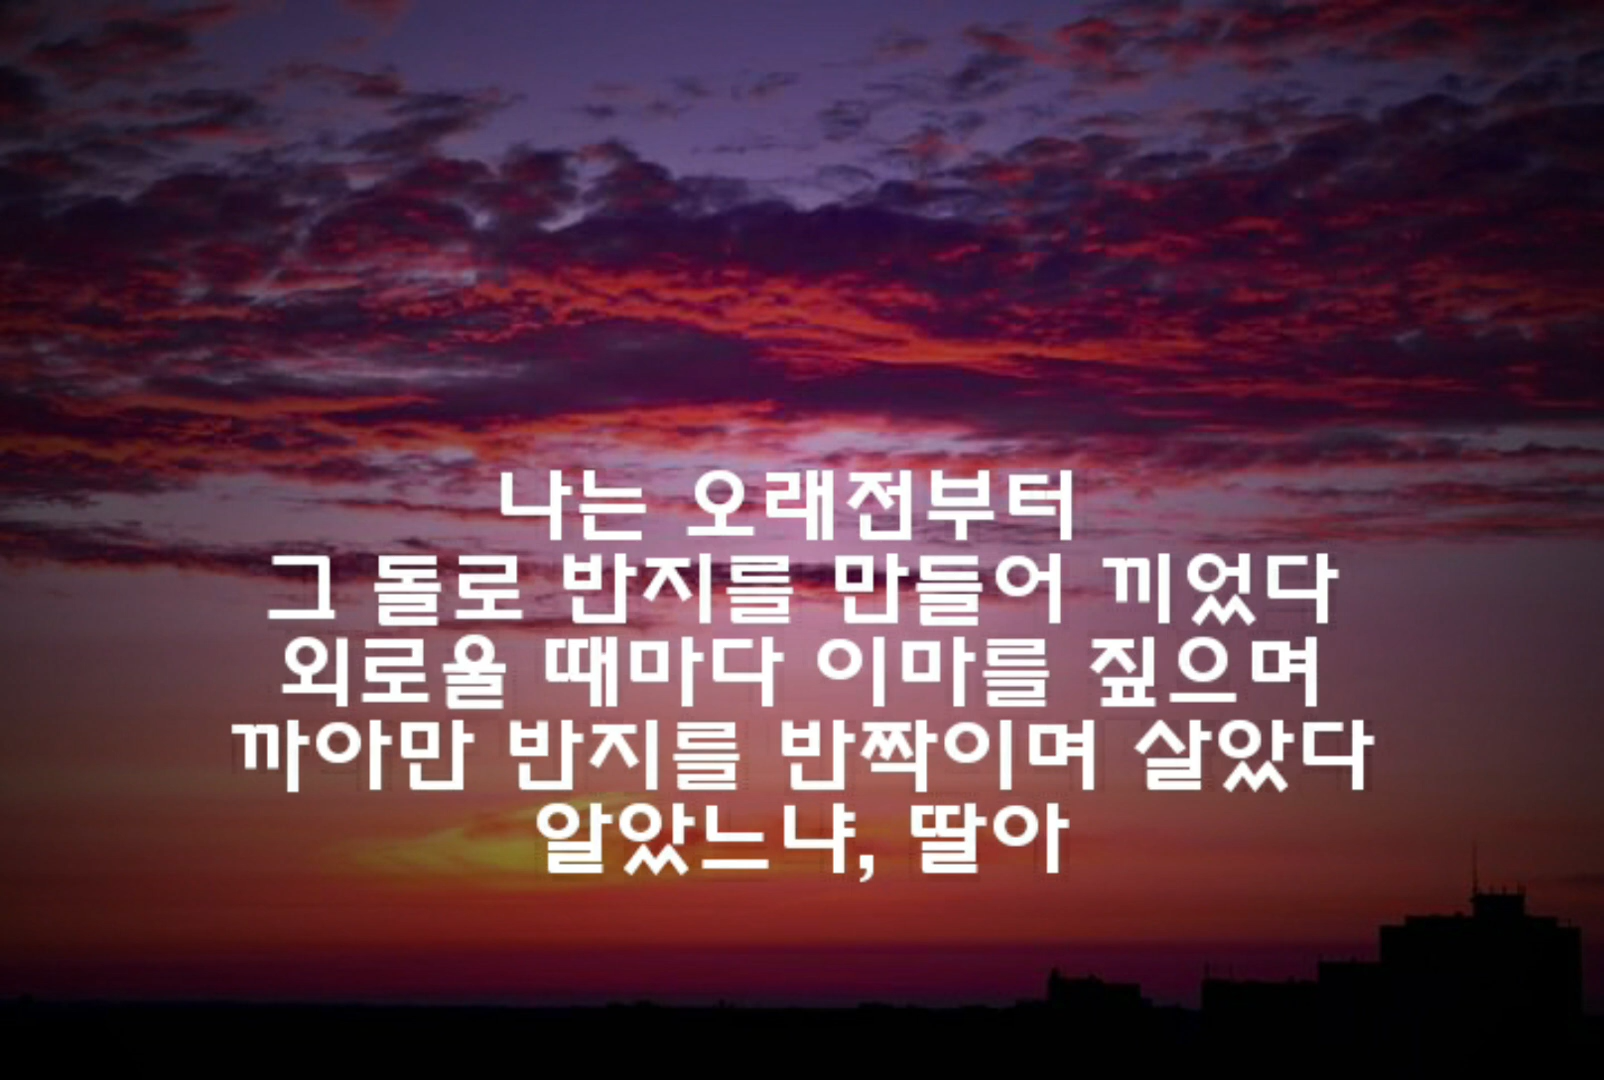 나는 오래전부터
그 돌로 반지를 만들어 끼었다
외로울 때마다 이마를 짚으며
까아만 반지를 반짝이며 살았다
알았느냐, 딸아